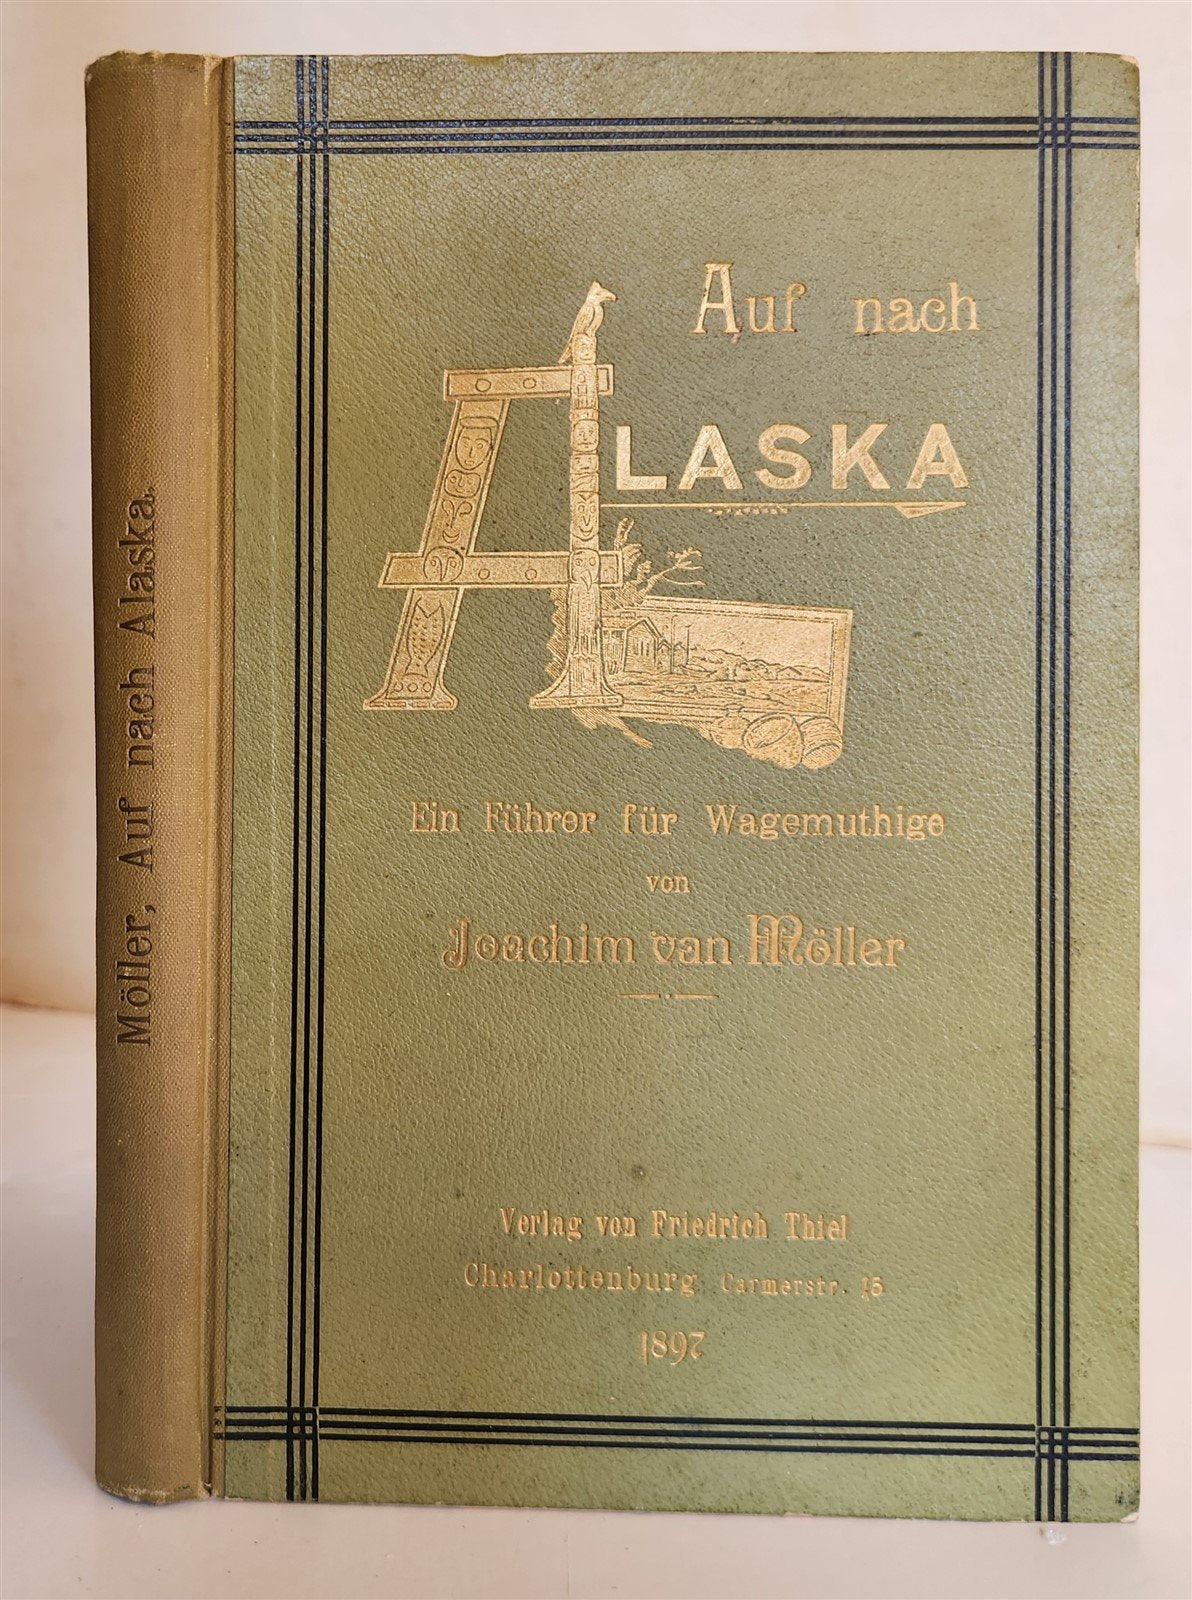 Möller, Auf nach Alaska.
Auf nach
ALASKA
Ein Führer für Wagemuthige
von
Joachim van Möller
Verlag von Friedrich Thiel
Charlottenburg Carmerstr. 15
1897